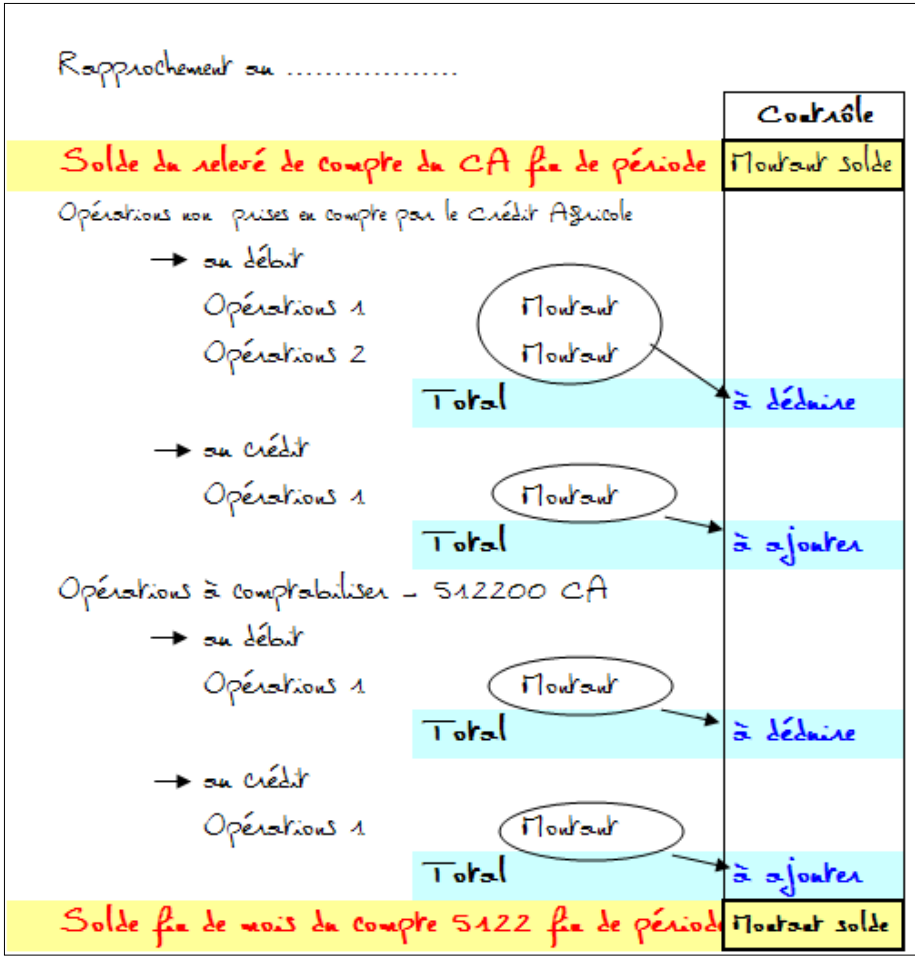 Rapprochement au ..................
Contrôle
Solde du relevé de compte du CA fin de période Montant solde
Opérations non prises en compte par le Crédit Agricole
→ au débit
Opérations 1 Montant
Opérations 2 Montant
Total à déduire
→ au crédit
Opérations 1 Montant
Total à ajouter
Opérations à comptabiliser - 512200 CA
→ au débit
Opérations 1 Montant
Total à déduire
→ au crédit
Opérations 1 Montant
Total à ajouter
Solde fin de mois du compte 5122 fin de période Montant solde